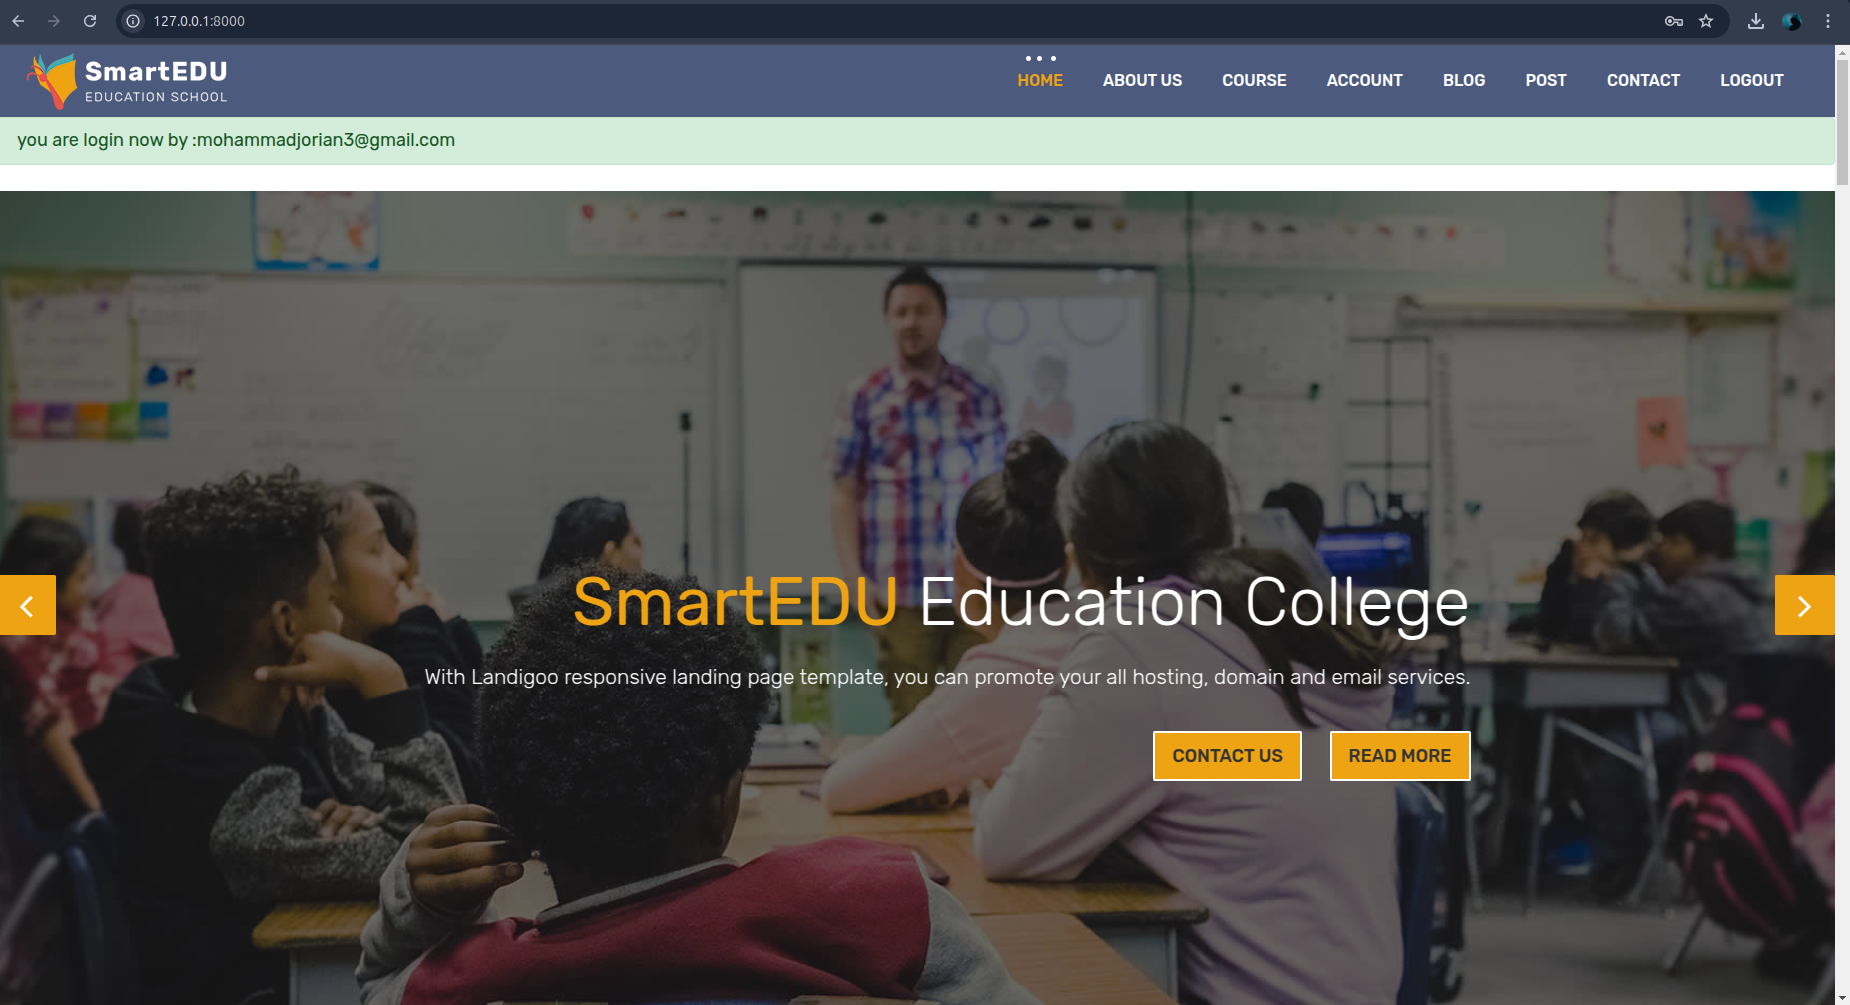 127.0.0.1:8000
SmartEDU
EDUCATION SCHOOL
HOME ABOUT US COURSE ACCOUNT BLOG POST CONTACT LOGOUT
you are login now by :mohammadjorian3@gmail.com
SmartEDU Education College
With Landigoo responsive landing page template, you can promote your all hosting, domain and email services.
CONTACT US READ MORE